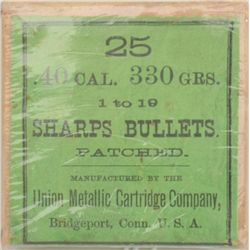 25
.40 CAL. 330 GRS.
1 to 19
SHARPS BULLETS.
PATCHED.
MANUFACTURED BY THE
Union Metallic Cartridge Company,
Bridgeport, Conn. U. S. A.